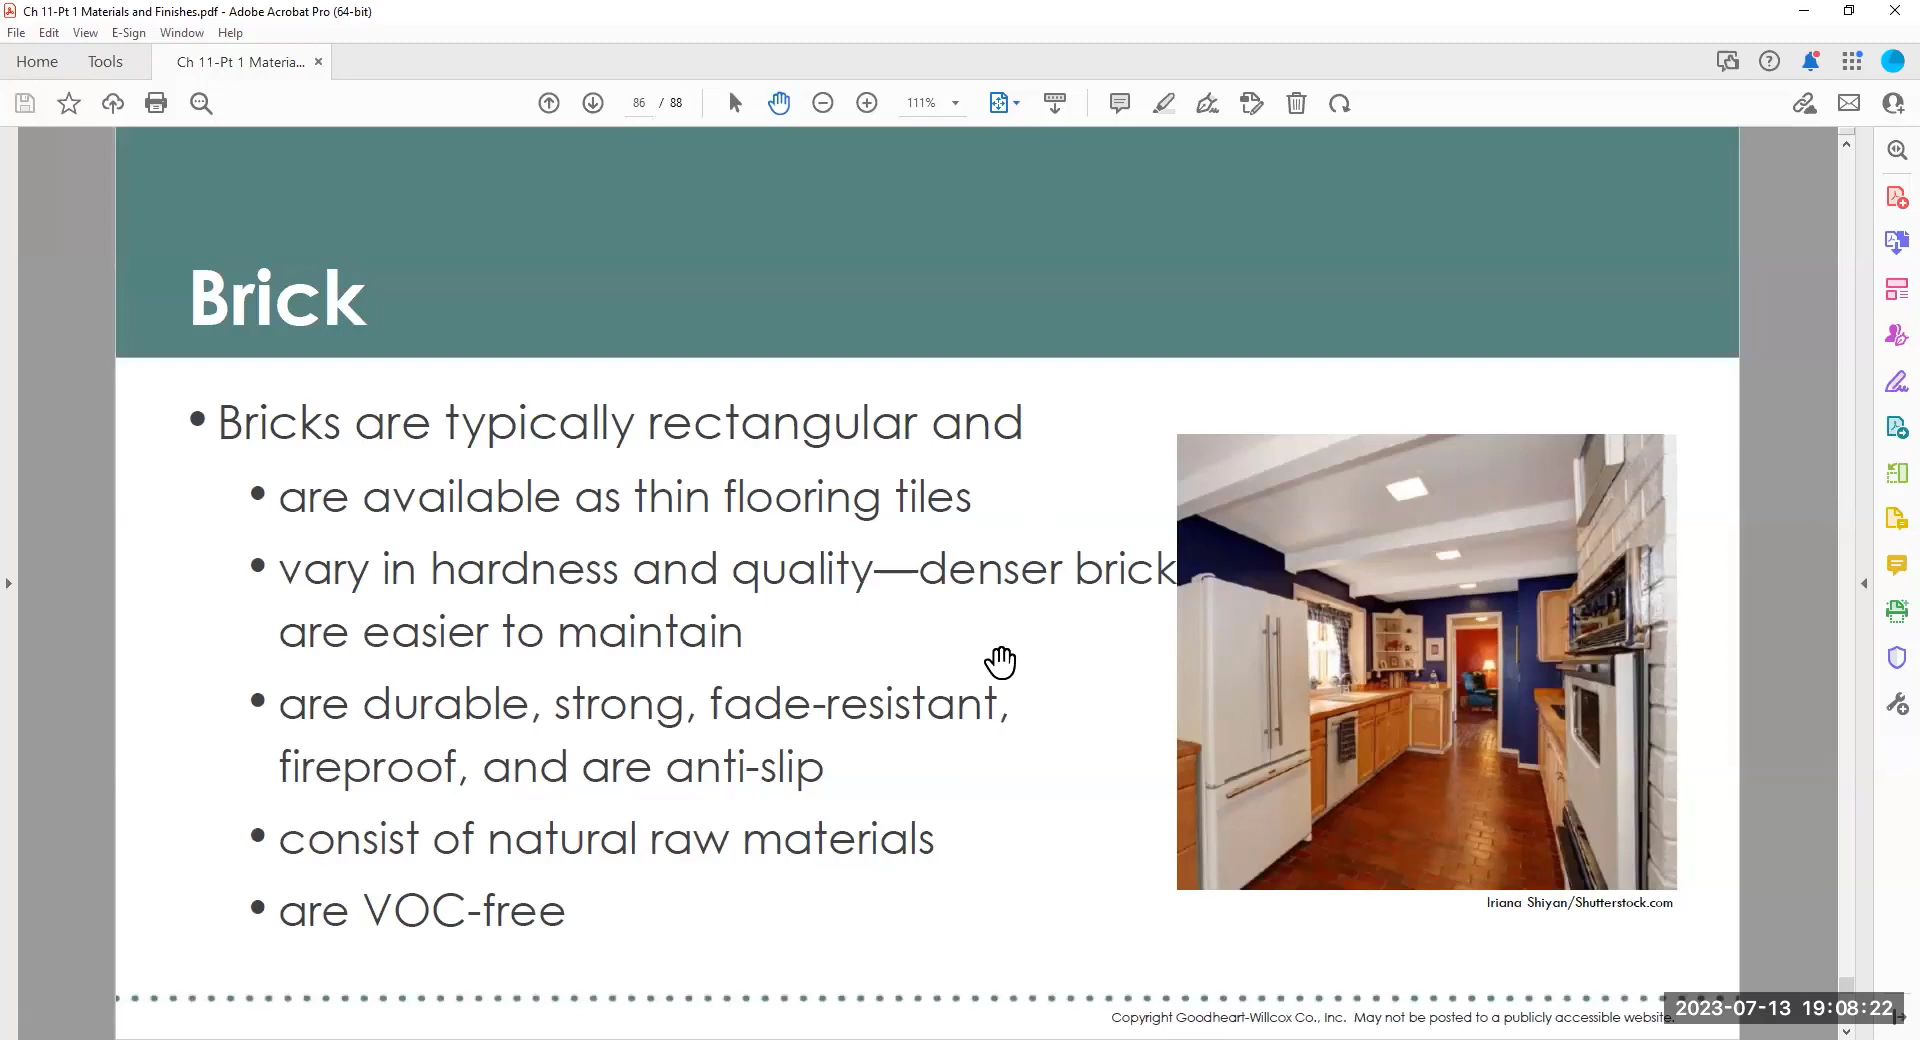 Ch 11-Pt 1 Materials and Finishes.pdf - Adobe Acrobat Pro (64-bit)
File Edit View E-Sign Window Help
Home Tools Ch 11-Pt 1 Materia... ×
86 / 88 111%
Brick
• Bricks are typically rectangular and
• are available as thin flooring tiles
• vary in hardness and quality—denser brick
are easier to maintain
• are durable, strong, fade-resistant,
fireproof, and are anti-slip
• consist of natural raw materials
• are VOC-free
Iriana Shiyan/Shutterstock.com
Copyright Goodheart-Willcox Co., Inc. May not be posted to a publicly accessible website.
2023-07-13 19:08:22